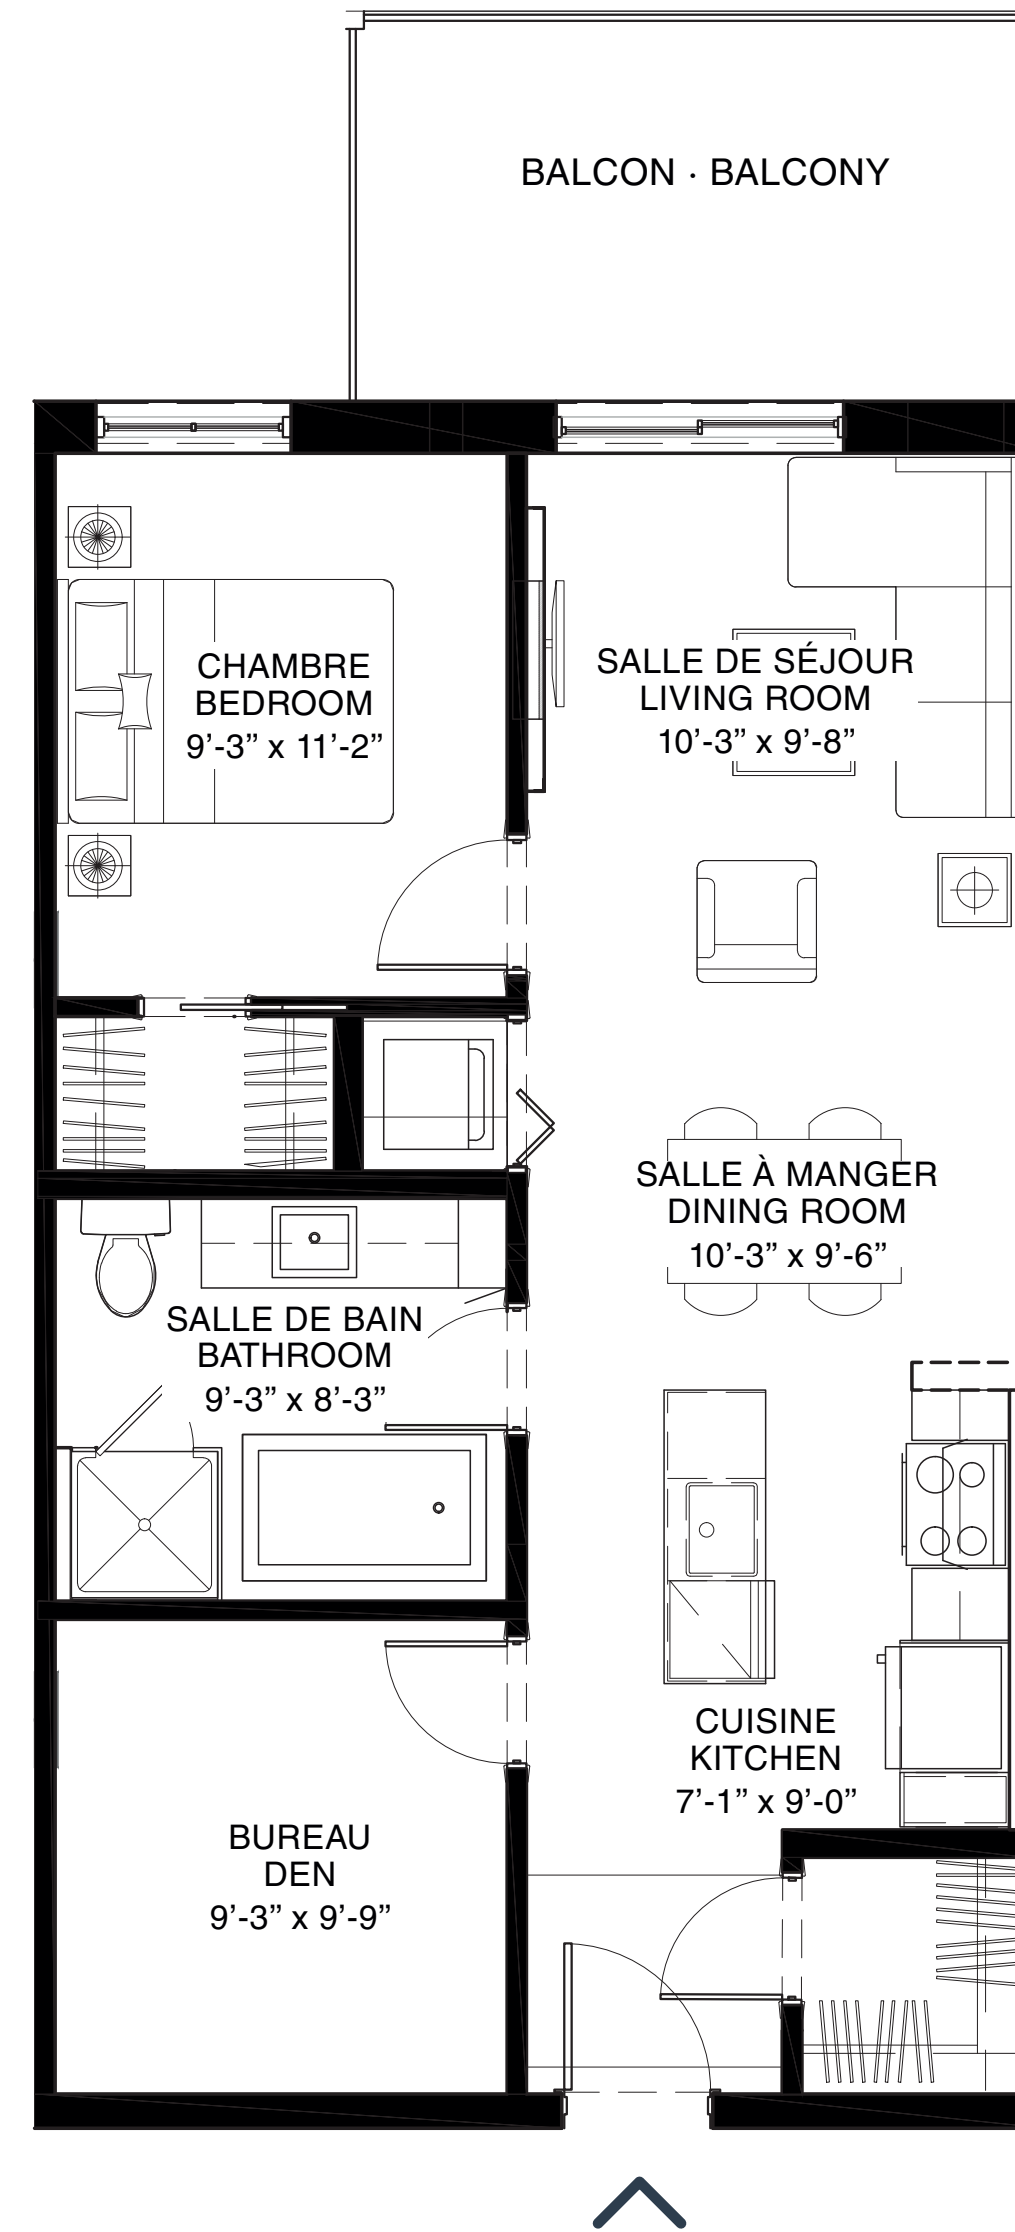 BALCON · BALCONY
CHAMBRE
BEDROOM
9’-3” x 11’-2”
SALLE DE SÉJOUR
LIVING ROOM
10’-3” x 9’-8”
SALLE À MANGER
DINING ROOM
10’-3” x 9’-6”
SALLE DE BAIN
BATHROOM
9’-3” x 8’-3”
CUISINE
KITCHEN
7’-1” x 9’-0”
BUREAU
DEN
9’-3” x 9’-9”